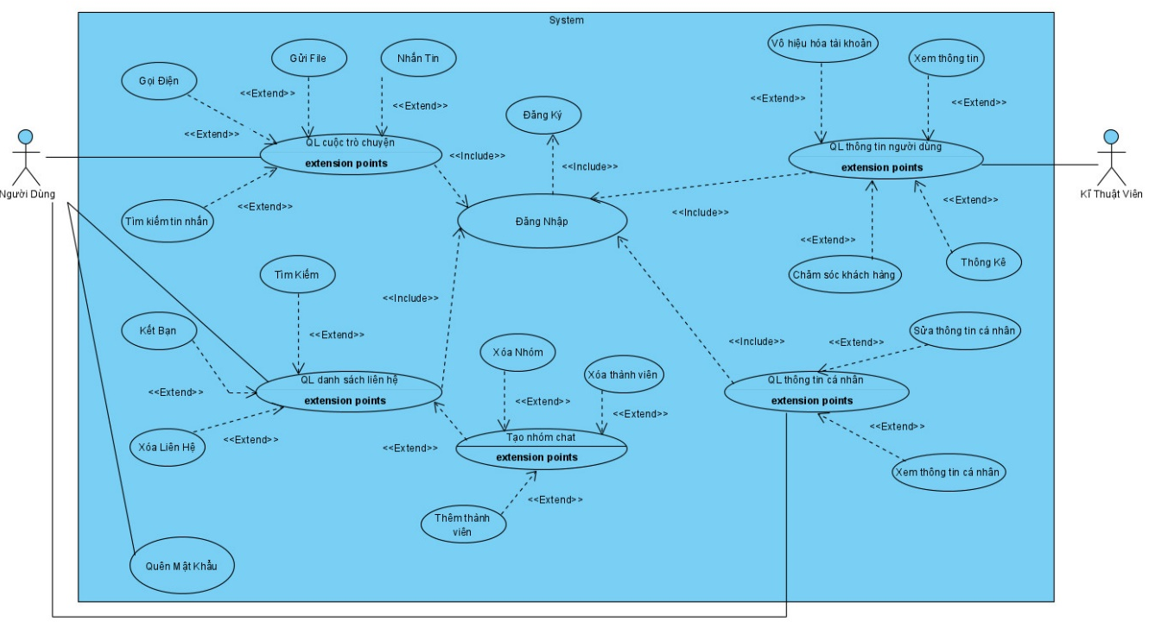 System
Gọi Điện
Gửi File
Nhắn Tin
<<Extend>>
<<Extend>>
<<Extend>>
QL cuộc trò chuyện
extension points
<<Extend>>
Tìm kiếm tin nhắn
Người Dùng
Đăng Ký
<<Include>>
<<Include>>
Đăng Nhập
Vô hiệu hóa tài khoản
Xem thông tin
<<Extend>>
<<Extend>>
QL thông tin người dùng
extension points
Kĩ Thuật Viên
<<Include>>
<<Extend>>
<<Extend>>
Chăm sóc khách hàng
Thống Kê
Tìm Kiếm
<<Include>>
<<Extend>>
Kết Bạn
<<Extend>>
QL danh sách liên hệ
extension points
Xóa Liên Hệ
<<Extend>>
Xóa Nhóm
Xóa thành viên
<<Extend>>
<<Extend>>
<<Extend>>
Tạo nhóm chat
extension points
<<Extend>>
Thêm thành
viên
<<Include>>
<<Extend>>
Sửa thông tin cá nhân
QL thông tin cá nhân
extension points
<<Extend>>
Xem thông tin cá nhân
Quên Mật Khẩu